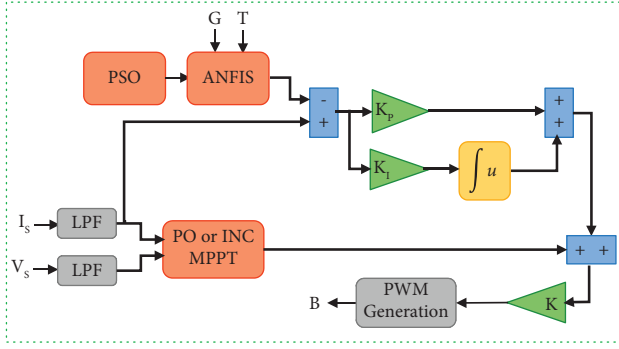 G T
PSO
ANFIS
-
+
K_P
+
+
K_I
∫ u
I_S
LPF
PO or INC
MPPT
+ +
V_S
LPF
B
PWM
Generation
K